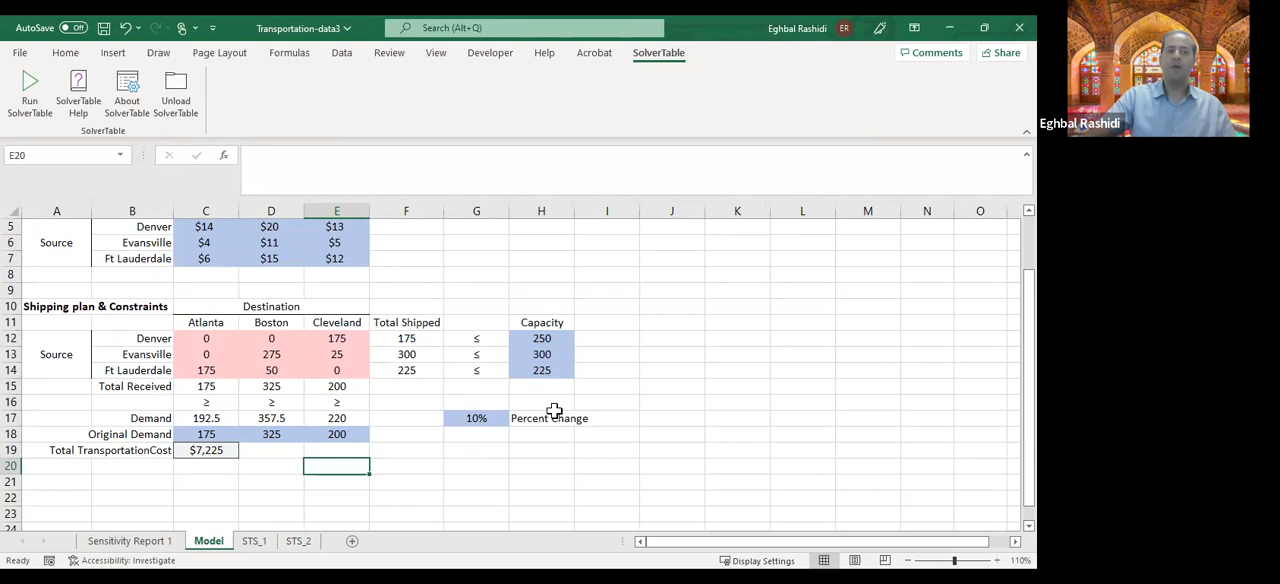 AutoSave Off Transportation-data3 Search (Alt+Q) Eghbal Rashidi ER
File Home Insert Draw Page Layout Formulas Data Review View Developer Help Acrobat SolverTable Comments Share
Run SolverTable
SolverTable Help
About SolverTable
Unload SolverTable
SolverTable
Eghbal Rashidi
E20 fx
A B C D E F G H I J K L M N O
5 Denver $14 $20 $13
6 Source Evansville $4 $11 $5
7 Ft Lauderdale $6 $15 $12
8
9
10 Shipping plan & Constraints Destination
11 Atlanta Boston Cleveland Total Shipped Capacity
12 Denver 0 0 175 175 ≤ 250
13 Source Evansville 0 275 25 300 ≤ 300
14 Ft Lauderdale 175 50 0 225 ≤ 225
15 Total Received 175 325 200
16 ≥ ≥ ≥
17 Demand 192.5 357.5 220 10% Percent Change
18 Original Demand 175 325 200
19 Total TransportationCost $7,225
20
21
22
23
24
Sensitivity Report 1 Model STS_1 STS_2
Ready Accessibility: Investigate Display Settings 110%